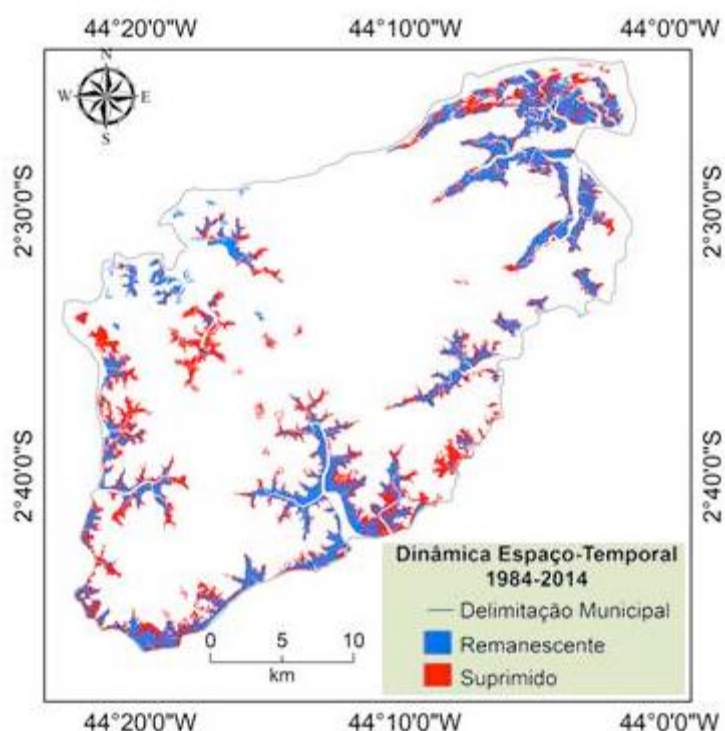 44°20'0"W 44°10'0"W 44°0'0"W
N
W E
S
2°30'0"S 2°30'0"S
2°40'0"S 2°40'0"S
Dinâmica Espaço-Temporal
1984-2014
Delimitação Municipal
Remanescente
Suprimido
0 5 10
km
44°20'0"W 44°10'0"W 44°0'0"W